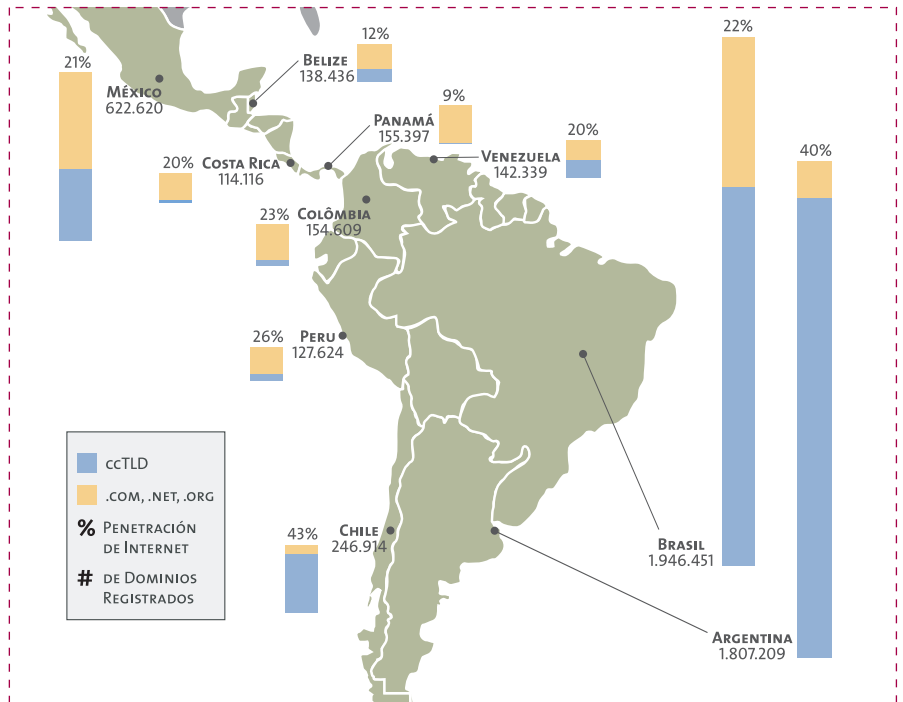 21%
México
622.620
12%
Belize
138.436
9%
Panamá
155.397
20%
Venezuela
142.339
22%
40%
20%
Costa Rica
114.116
23%
Colômbia
154.609
26%
Peru
127.624
43%
Chile
246.914
Brasil
1.946.451
Argentina
1.807.209
ccTLD
.com, .net, .org
% Penetración
de Internet
# de Dominios
Registrados